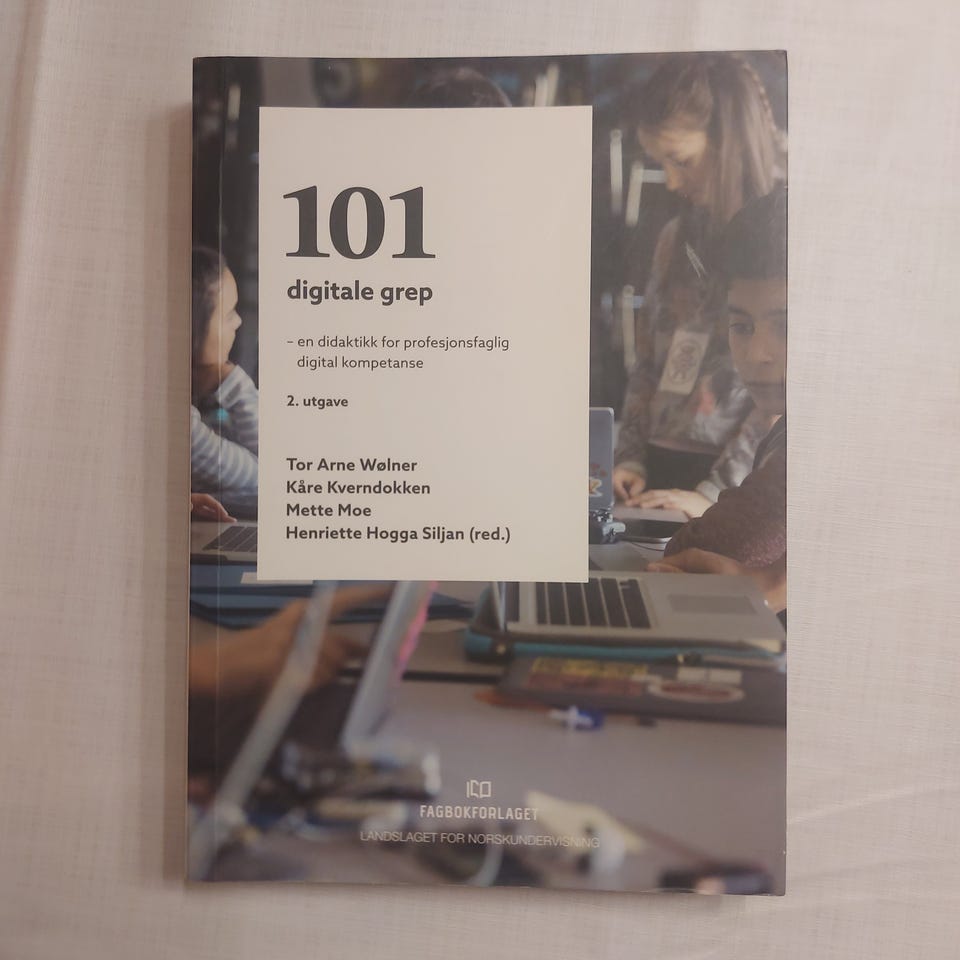 101
digitale grep
– en didaktikk for profesjonsfaglig
digital kompetanse
2. utgave
Tor Arne Wølner
Kåre Kverndokken
Mette Moe
Henriette Hogga Siljan (red.)
FAGBOKFORLAGET
LANDSLAGET FOR NORSKUNDERVISNING